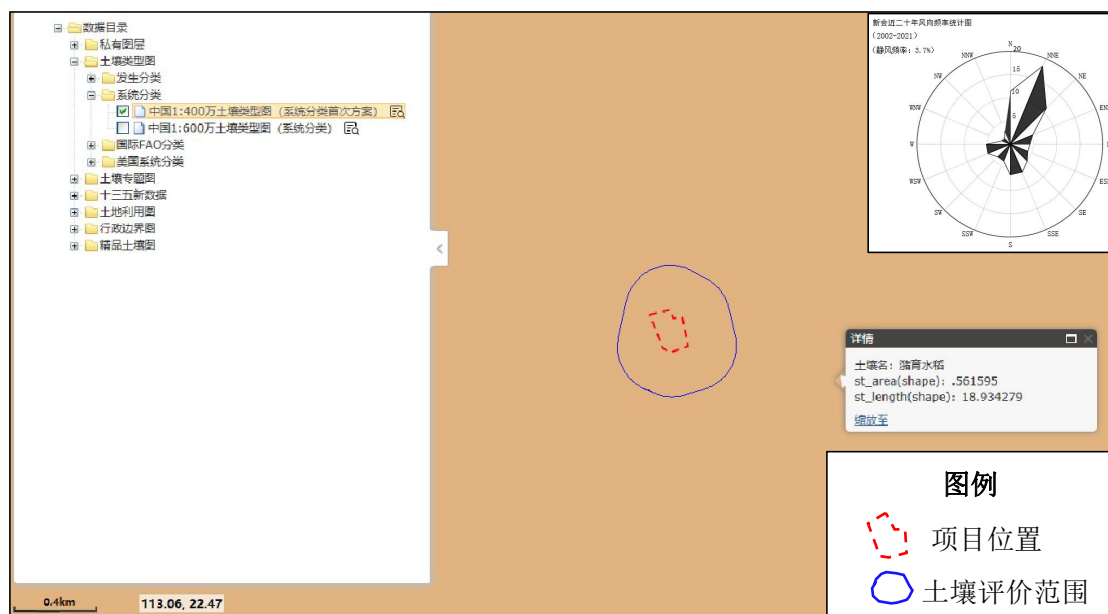 数据目录
私有图层
土壤类型图
发生分类
系统分类
中国1:400万土壤类型图（系统分类首次方案）
中国1:600万土壤类型图（系统分类）
国际FAO分类
美国系统分类
土壤专题图
十三五新数据
土地利用图
行政边界图
精品土壤图
新会近二十年风向频率统计图
(2002-2021)
(静风频率: 3.7%)
N
NNW
NNE
NW
NE
WNW
EN
W
WSW
ES
SW
SE
SSW
SSE
S
20
15
10
5
详情
土壤名: 潴育水稻
st_area(shape): .561595
st_length(shape): 18.934279
缩放至
图例
项目位置
土壤评价范围
0.4km
113.06, 22.47